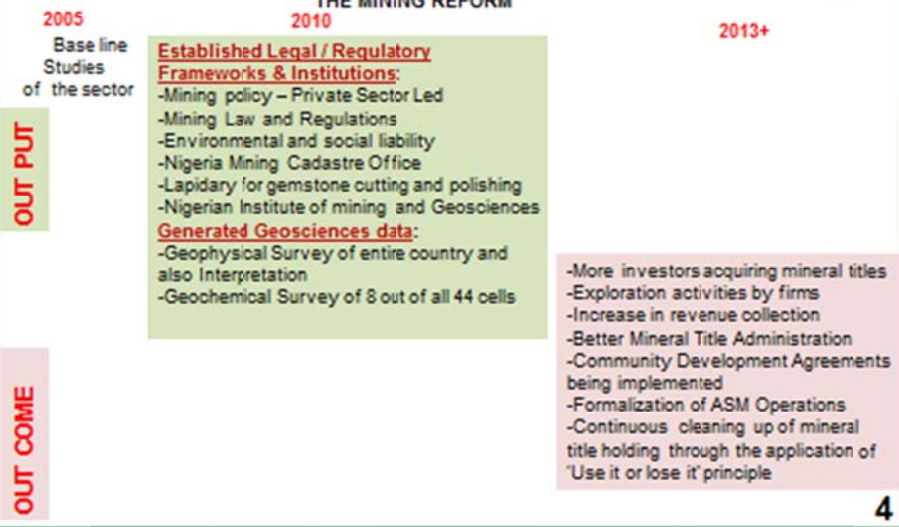 THE MINING REFORM
2005
2010
2013+
Base line
Studies
of the sector
Established Legal / Regulatory
Frameworks & Institutions:
-Mining policy – Private Sector Led
-Mining Law and Regulations
-Environmental and social liability
-Nigeria Mining Cadastre Office
-Lapidary for gemstone cutting and polishing
-Nigerian Institute of mining and Geosciences
Generated Geosciences data:
-Geophysical Survey of entire country and
also Interpretation
-Geochemical Survey of 8 out of all 44 cells
OUT PUT
-More investors acquiring mineral titles
-Exploration activities by firms
-Increase in revenue collection
-Better Mineral Title Administration
-Community Development Agreements
being implemented
-Formalization of ASM Operations
-Continuous cleaning up of mineral
title holding through the application of
'Use it or lose it' principle
OUT COME
4